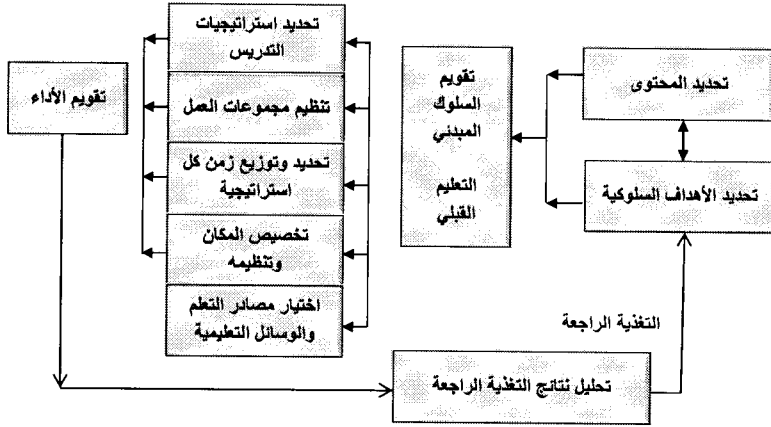 تحديد المحتوى
تحديد الأهداف السلوكية
تقويم
السلوك
المبدئي
التعليم
القبلي
تحديد استراتيجيات
التدريس
تنظيم مجموعات العمل
تحديد وتوزيع زمن كل
استراتيجية
تخصيص المكان
وتنظيمه
اختيار مصادر التعلم
والوسائل التعليمية
تقويم الأداء
التغذية الراجعة
تحليل نتائج التغذية الراجعة